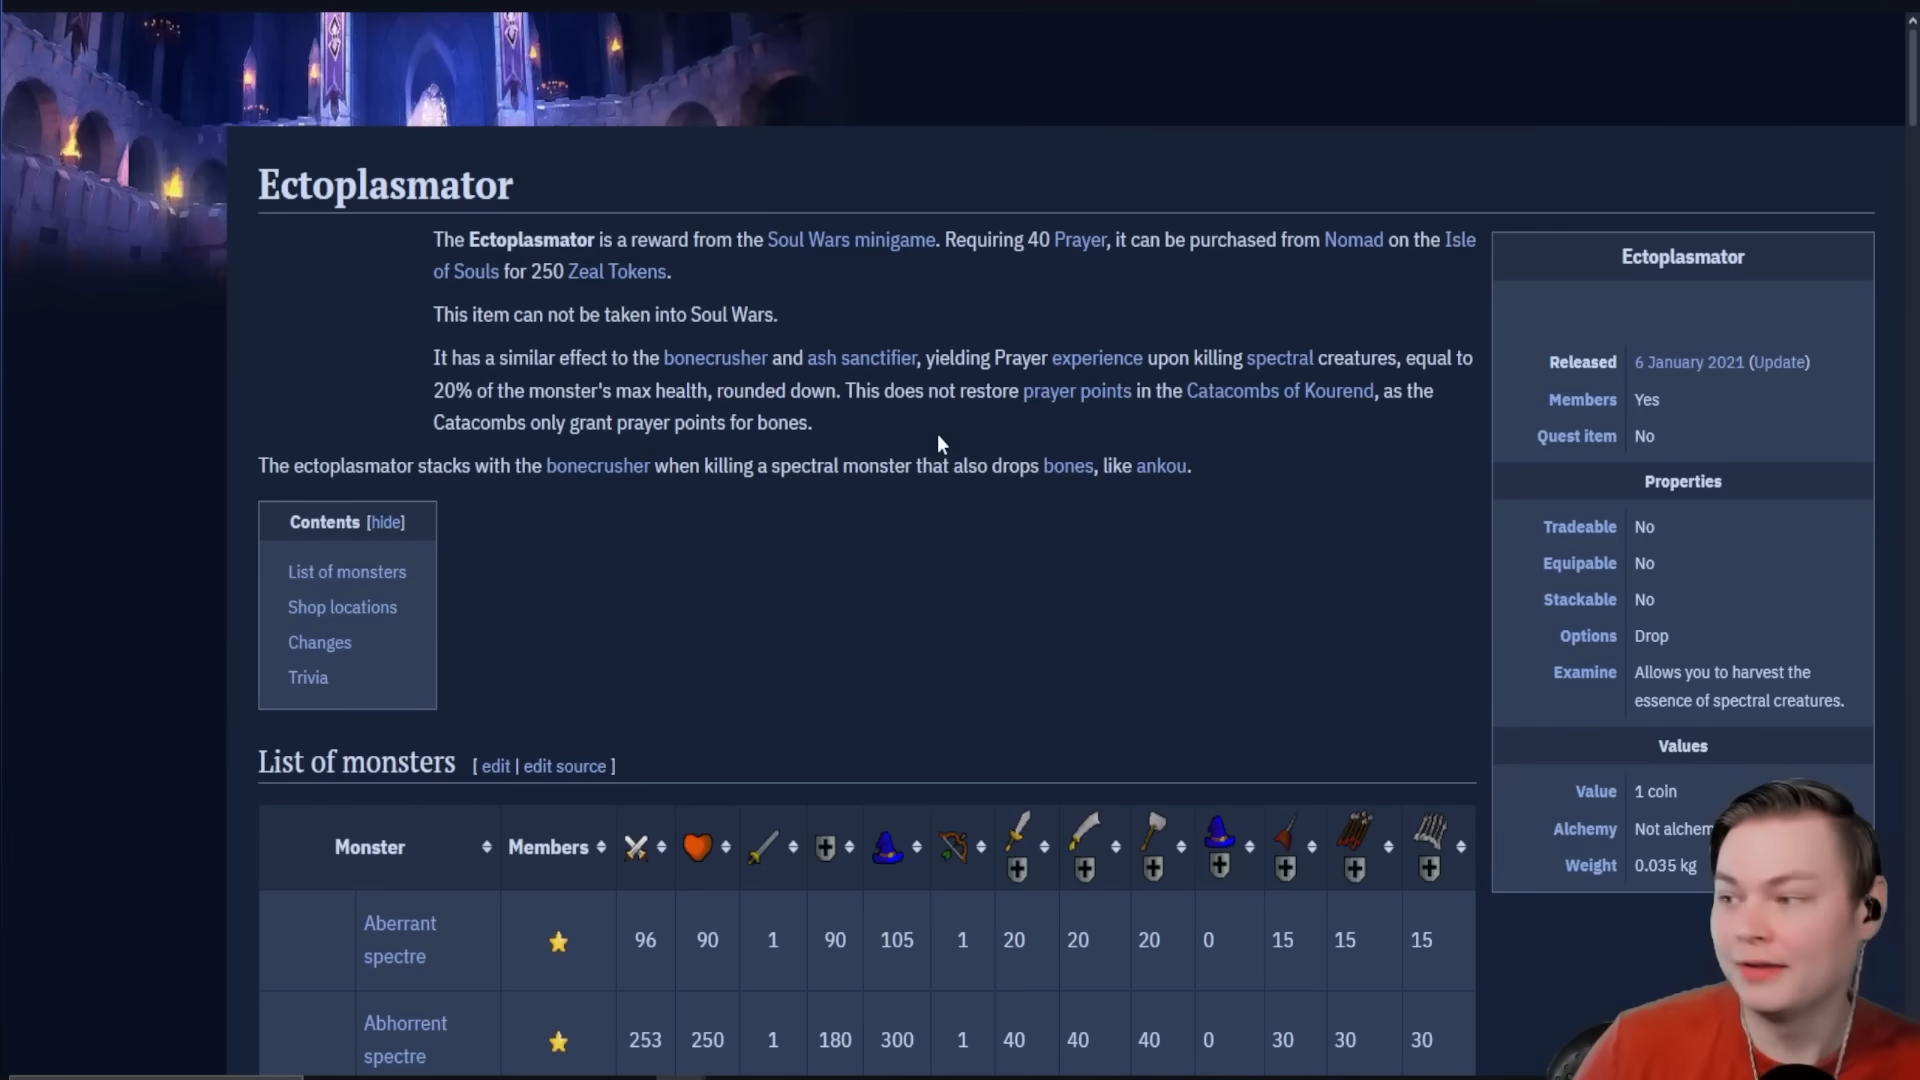 Ectoplasmator
The Ectoplasmator is a reward from the Soul Wars minigame. Requiring 40 Prayer, it can be purchased from Nomad on the Isle
of Souls for 250 Zeal Tokens.
This item can not be taken into Soul Wars.
It has a similar effect to the bonecrusher and ash sanctifier, yielding Prayer experience upon killing spectral creatures, equal to
20% of the monster's max health, rounded down. This does not restore prayer points in the Catacombs of Kourend, as the
Catacombs only grant prayer points for bones.
The ectoplasmator stacks with the bonecrusher when killing a spectral monster that also drops bones, like ankou.
Contents [hide]
List of monsters
Shop locations
Changes
Trivia
Ectoplasmator
Released 6 January 2021 (Update)
Members Yes
Quest item No
Properties
Tradeable No
Equipable No
Stackable No
Options Drop
Examine Allows you to harvest the
essence of spectral creatures.
Values
Value 1 coin
Alchemy Not alchem
Weight 0.035 kg
List of monsters [ edit | edit source ]
Monster Members
Aberrant
spectre
96 90 1 90 105 1 20 20 20 0 15 15 15
Abhorrent
spectre
253 250 1 180 300 1 40 40 40 0 30 30 30